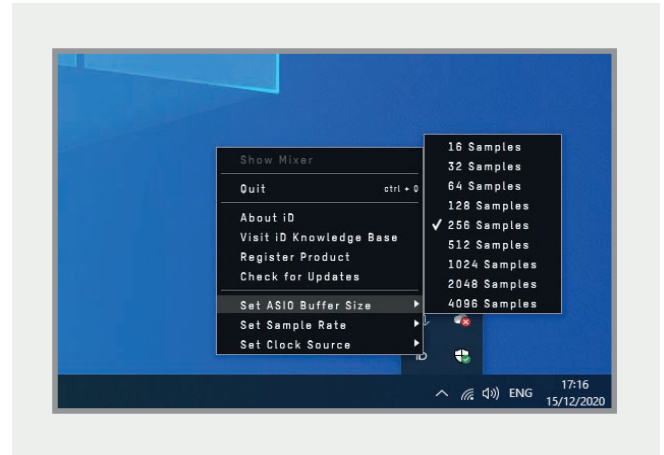 Show Mixer
Quit ctrl + Q
About iD
Visit iD Knowledge Base
Register Product
Check for Updates
Set ASIO Buffer Size
Set Sample Rate
Set Clock Source
16 Samples
32 Samples
64 Samples
128 Samples
256 Samples
512 Samples
1024 Samples
2048 Samples
4096 Samples
iD
ENG
17:16
15/12/2020